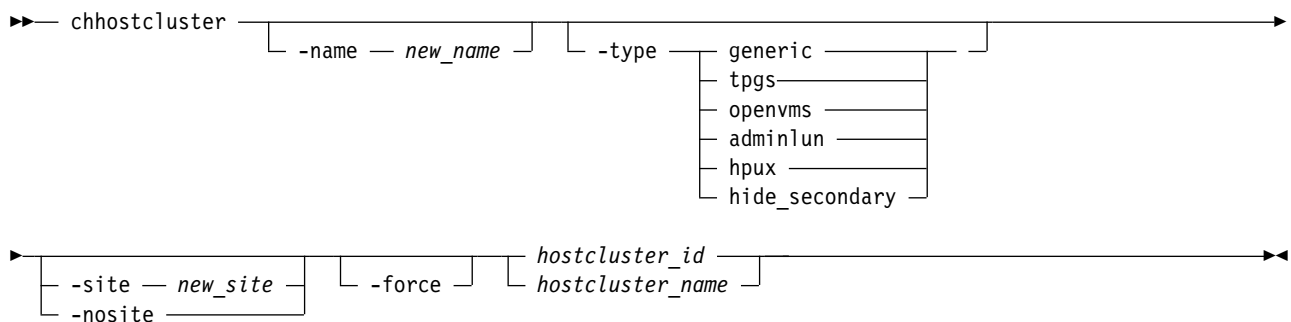 chhostcluster -name new_name -type generic
tpgs
openvms
adminlun
hpux
hide_secondary
-site new_site -force hostcluster_id
-nosite hostcluster_name